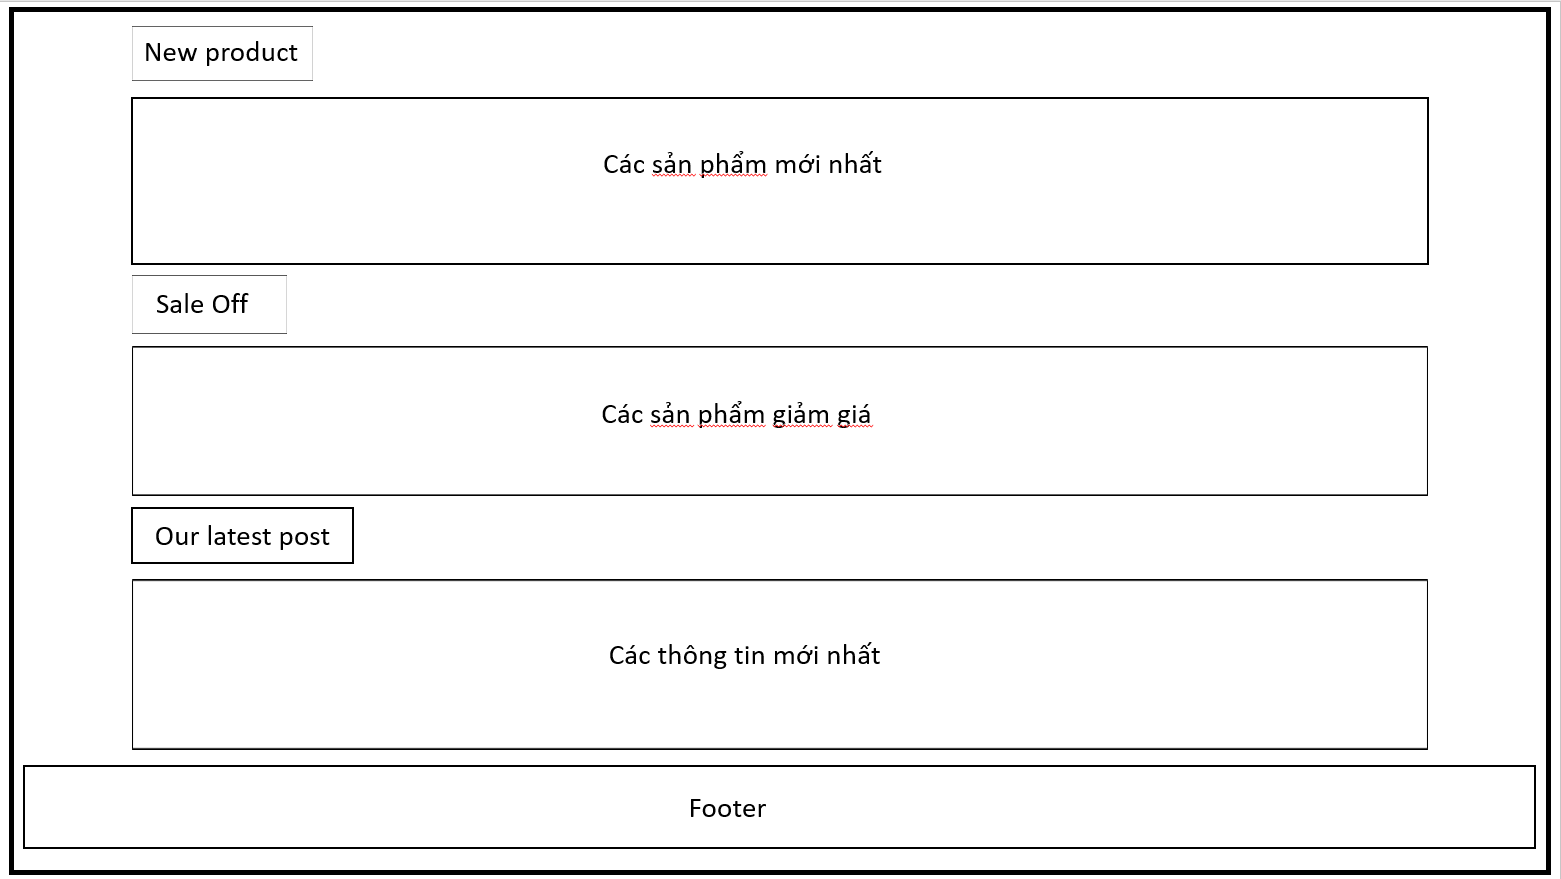 New product
Các sản phẩm mới nhất
Sale Off
Các sản phẩm giảm giá
Our latest post
Các thông tin mới nhất
Footer